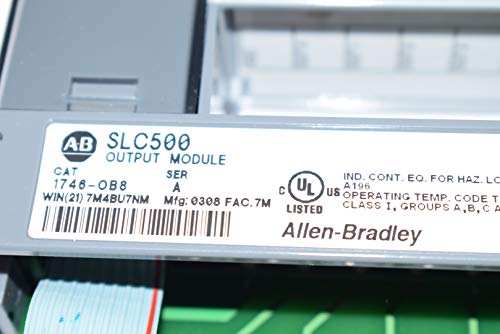 AB SLC500
OUTPUT MODULE
CAT SER
1746-OB8 A
WIN(21) 7M4BU7NM Mfg: 0308 FAC. 7M
C UL US
LISTED
IND. CONT. EQ. FOR HAZ.
A196
OPERATING TEMP. CODE T
CLASS I, GROUPS A, B, C A
Allen-Bradley